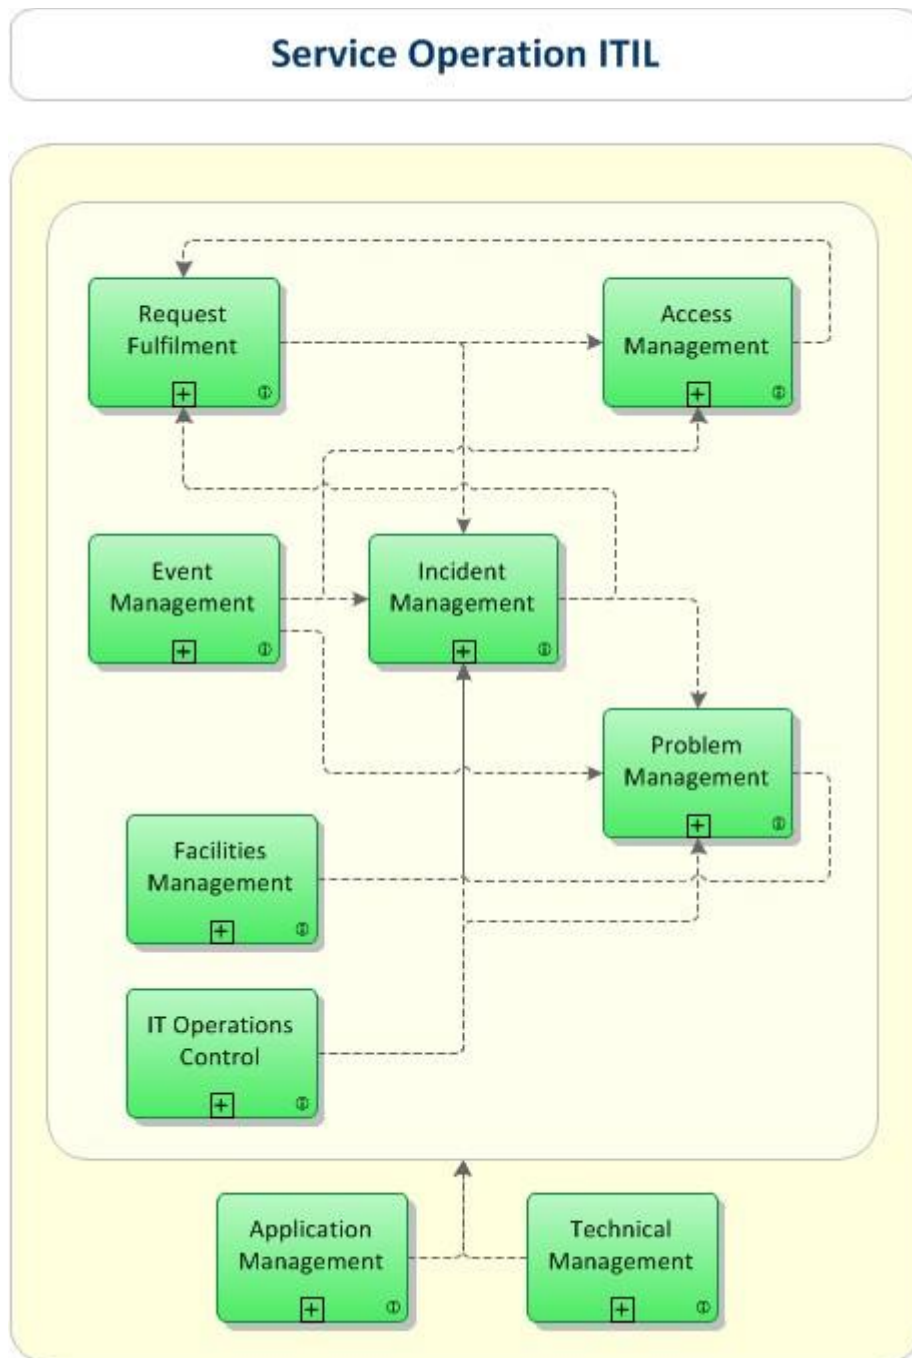 Service Operation ITIL
Request
Fulfilment
Access
Management
Event
Management
Incident
Management
Problem
Management
Facilities
Management
IT Operations
Control
Application
Management
Technical
Management